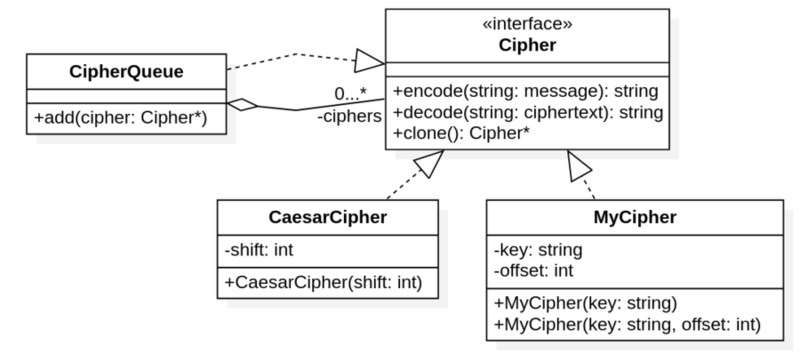 «interface»
Cipher
+encode(string: message): string
+decode(string: ciphertext): string
+clone(): Cipher*
CipherQueue
+add(cipher: Cipher*)
0...*
-ciphers
CaesarCipher
-shift: int
+CaesarCipher(shift: int)
MyCipher
-key: string
-offset: int
+MyCipher(key: string)
+MyCipher(key: string, offset: int)